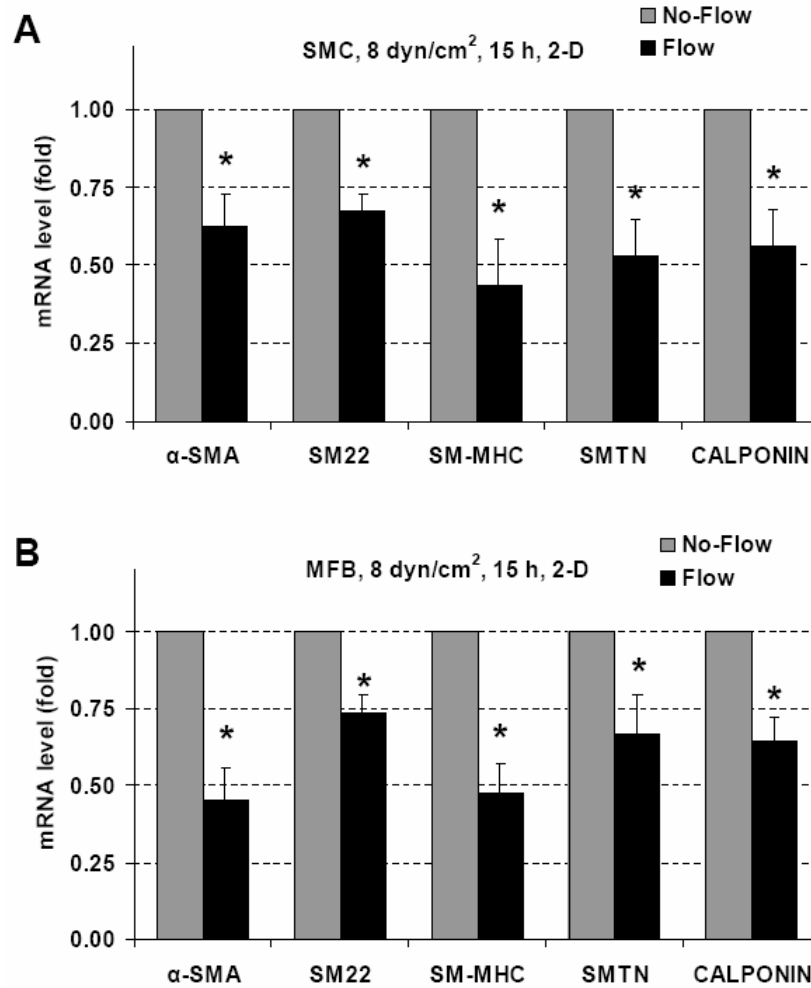 A
No-Flow
Flow
SMC, 8 dyn/cm², 15 h, 2-D
mRNA level (fold)
1.00
0.75
0.50
0.25
0.00
* * * * *
α-SMA SM22 SM-MHC SMTN CALPONIN
B
No-Flow
Flow
MFB, 8 dyn/cm², 15 h, 2-D
mRNA level (fold)
1.00
0.75
0.50
0.25
0.00
* * * * *
α-SMA SM22 SM-MHC SMTN CALPONIN